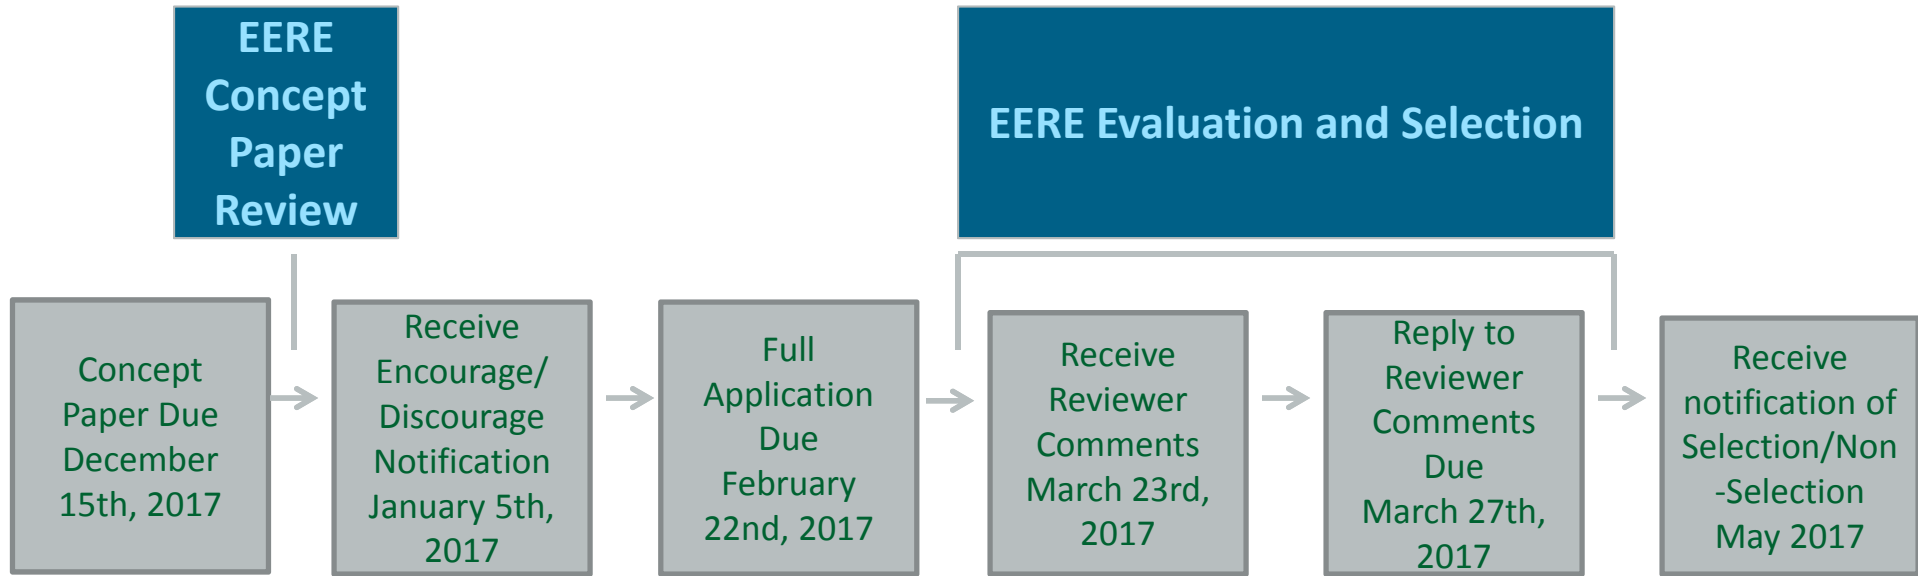 EERE
Concept
Paper
Review
EERE Evaluation and Selection
Concept
Paper Due
December
15th, 2017
Receive
Encourage/
Discourage
Notification
January 5th,
2017
Full
Application
Due
February
22nd, 2017
Receive
Reviewer
Comments
March 23rd,
2017
Reply to
Reviewer
Comments
Due
March 27th,
2017
Receive
notification of
Selection/Non
-Selection
May 2017